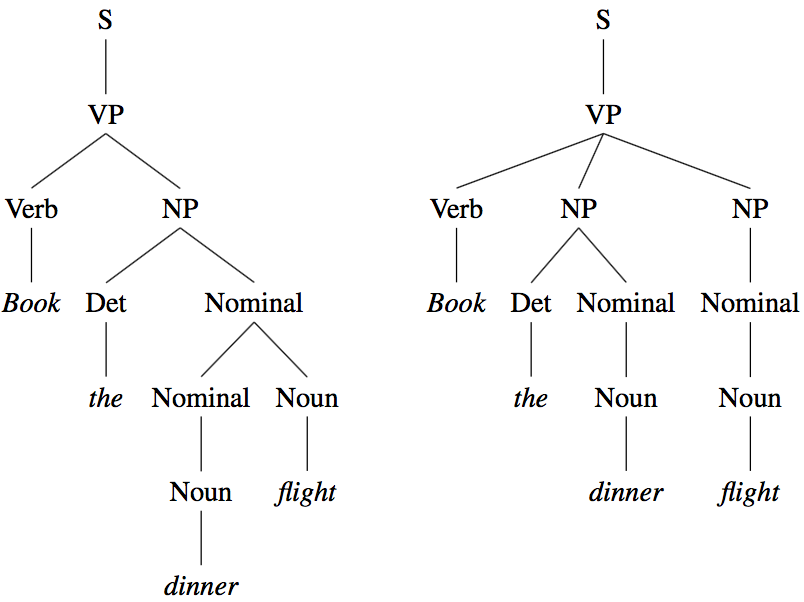 S S
VP VP
Verb NP Verb NP NP
Book Det Nominal Book Det Nominal Nominal
the Nominal Noun the Noun Noun
Noun flight dinner flight
dinner